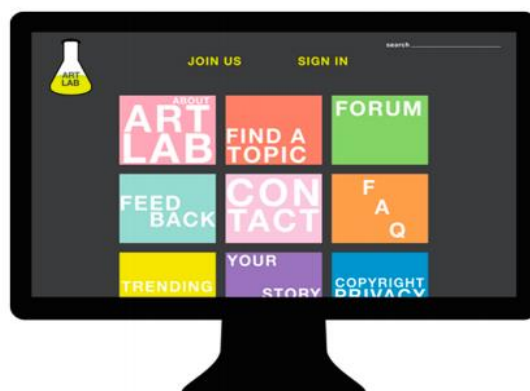 search
JOIN US
SIGN IN
ART
LAB
ABOUT
ART
LAB
FIND A
TOPIC
FORUM
FEED
BACK
CON
TACT
F
A
Q
TRENDING
YOUR
STORY
COPYRIGHT
PRIVACY